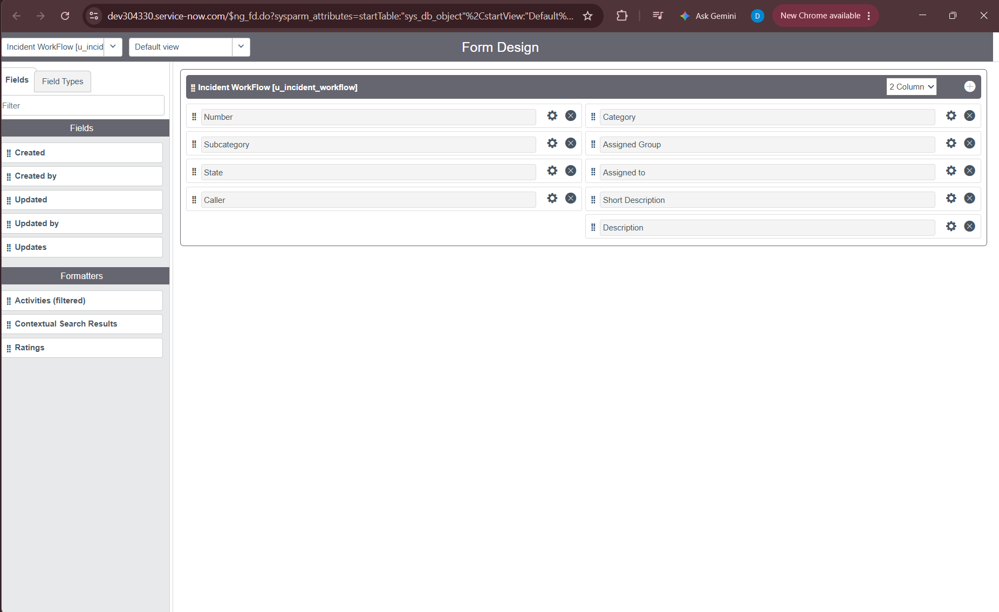 dev304330.service-now.com/$ng_fd.do?sysparm_attributes=startTable:"sys_db_object"%2CstartView:"Default%...
Ask Gemini
D
New Chrome available
Incident WorkFlow [u_incid
Default view
Form Design
Fields
Field Types
Filter
Fields
Created
Created by
Updated
Updated by
Updates
Formatters
Activities (filtered)
Contextual Search Results
Ratings
Incident WorkFlow [u_incident_workflow]
2 Column
Number
Category
Subcategory
Assigned Group
State
Assigned to
Caller
Short Description
Description